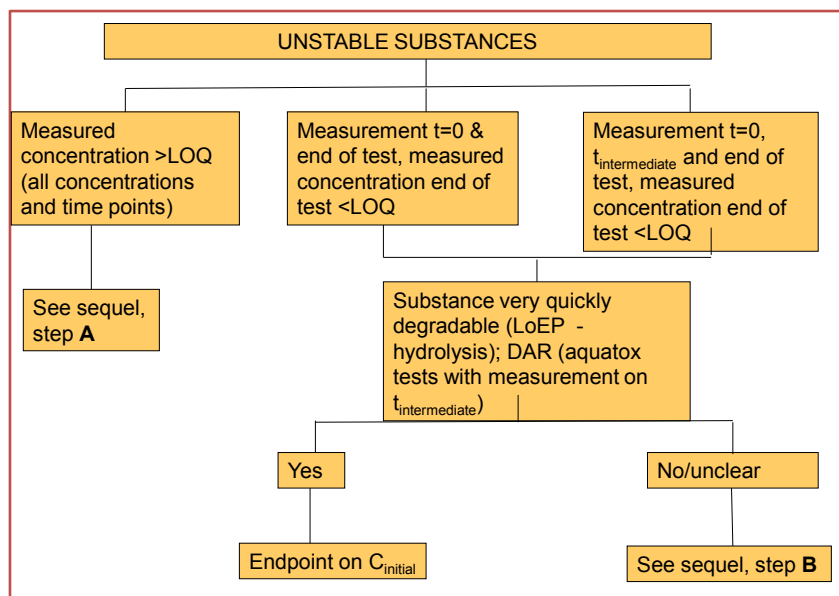 UNSTABLE SUBSTANCES
Measured
concentration >LOQ
(all concentrations
and time points)
Measurement t=0 &
end of test, measured
concentration end of
test <LOQ
Measurement t=0,
tintermediate and end of
test, measured
concentration end of
test <LOQ
See sequel,
step A
Substance very quickly
degradable (LoEP -
hydrolysis); DAR (aquatox
tests with measurement on
tintermediate)
Yes
No/unclear
Endpoint on Cinitial
See sequel, step B